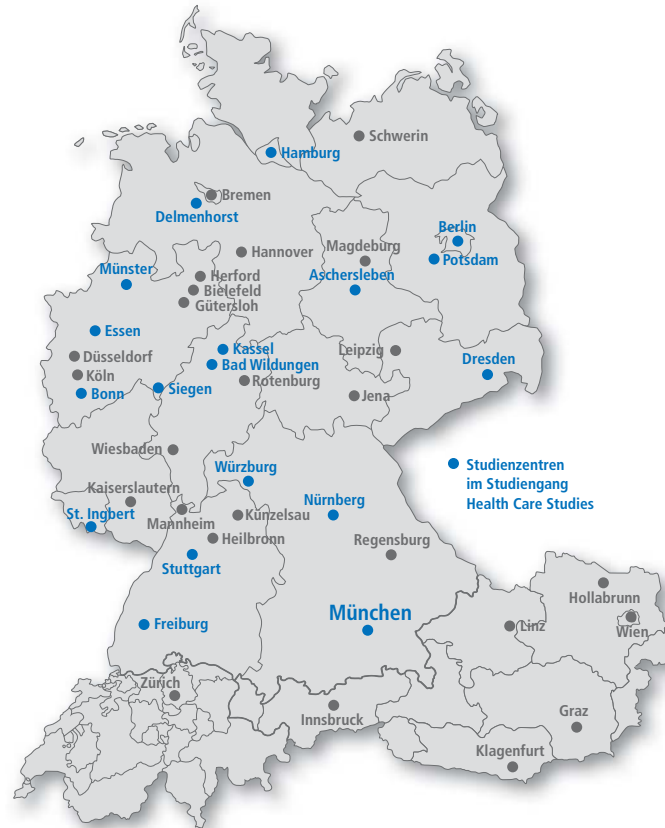 Schwerin
Hamburg
Bremen
Delmenhorst
Berlin
Hannover
Magdeburg
Potsdam
Münster
Herford
Aschersleben
Bielefeld
Gütersloh
Essen
Kassel
Leipzig
Düsseldorf
Bad Wildungen
Dresden
Köln
Rotenburg
Siegen
Bonn
Jena
Wiesbaden
Würzburg
Studienzentren
im Studiengang
Health Care Studies
Kaiserslautern
Nürnberg
St. Ingbert
Künzelsau
Mannheim
Heilbronn
Regensburg
Stuttgart
Hollabrunn
München
Freiburg
Linz
Wien
Zürich
Innsbruck
Graz
Klagenfurt